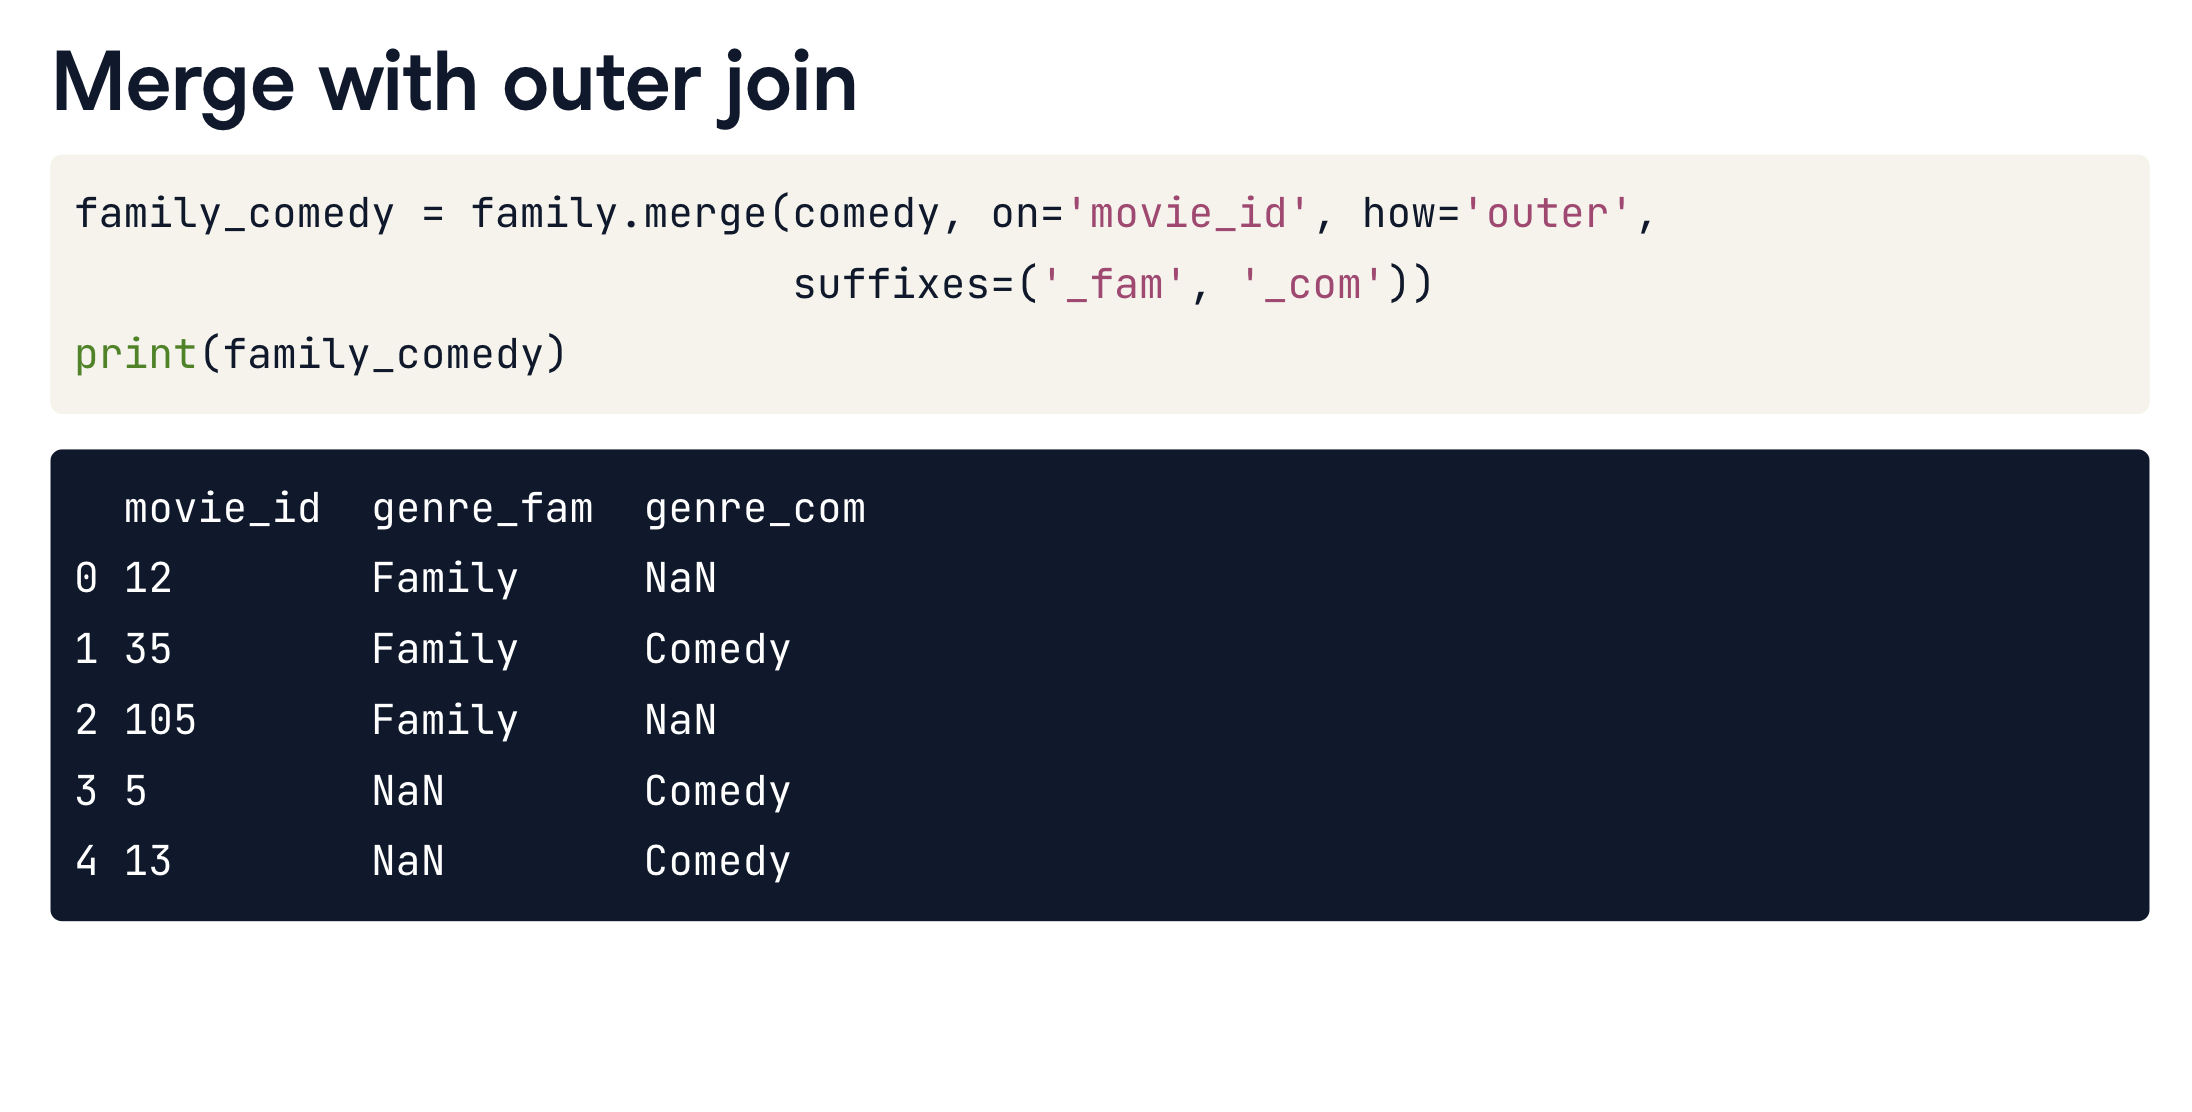 Merge with outer join
family_comedy = family.merge(comedy, on='movie_id', how='outer',
                             suffixes=('_fam', '_com'))
print(family_comedy)
  movie_id  genre_fam  genre_com
0 12        Family     NaN
1 35        Family     Comedy
2 105       Family     NaN
3 5         NaN        Comedy
4 13        NaN        Comedy